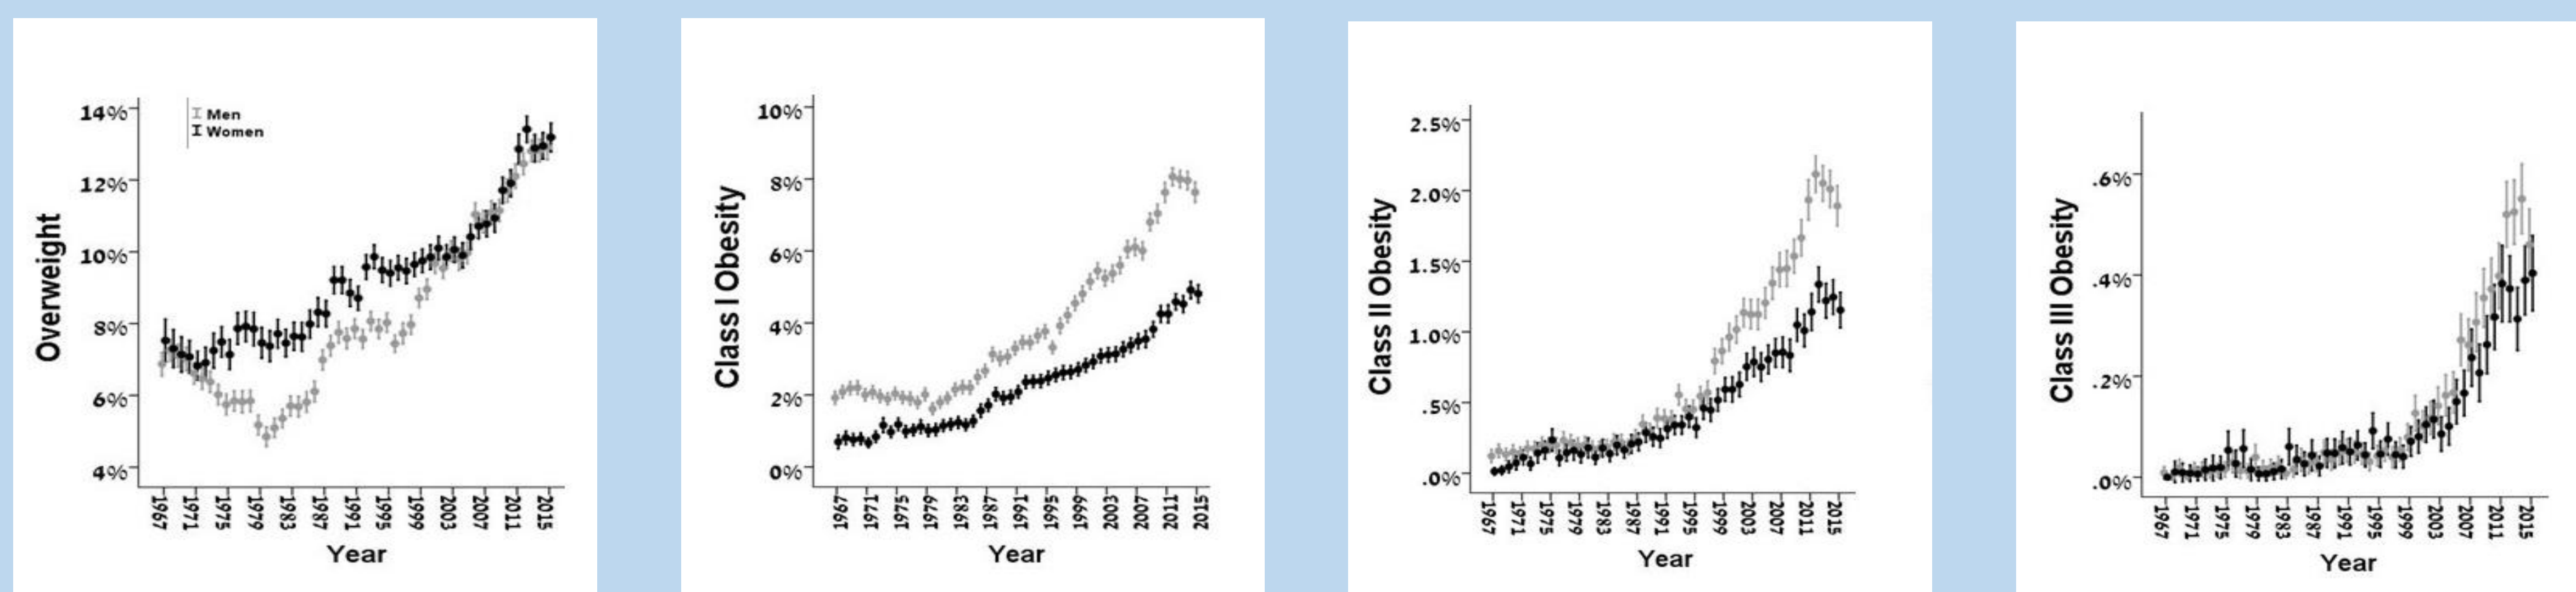 Overweight
14%
12%
10%
8%
6%
4%
Men
Women
1967 1971 1975 1979 1983 1987 1991 1995 1999 2003 2007 2011 2015
Year
Class I Obesity
10%
8%
6%
4%
2%
0%
1967 1971 1975 1979 1983 1987 1991 1995 1999 2003 2007 2011 2015
Year
Class II Obesity
2.5%
2.0%
1.5%
1.0%
.5%
.0%
1967 1971 1975 1979 1983 1987 1991 1995 1999 2003 2007 2011 2015
Year
Class III Obesity
.6%
.4%
.2%
.0%
1967 1971 1975 1979 1983 1987 1991 1995 1999 2003 2007 2011 2015
Year